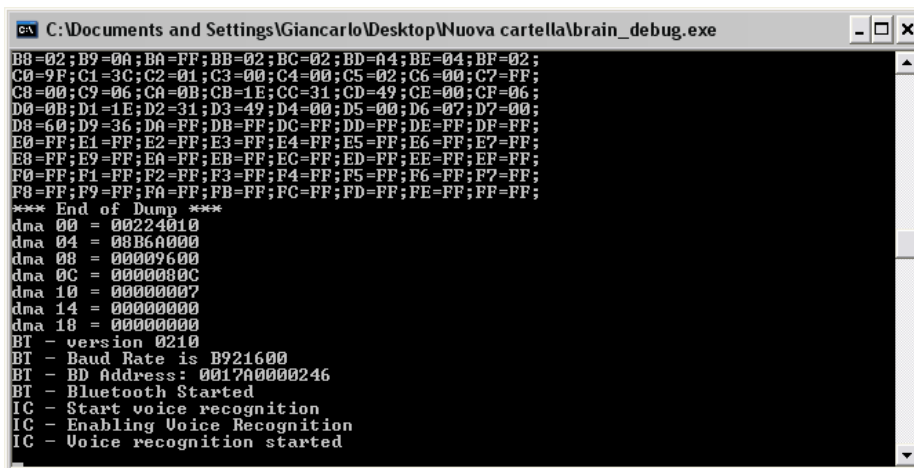 C:\Documents and Settings\Giancarlo\Desktop\Nuova cartella\brain_debug.exe
B8=02;B9=0A;BA=FF;BB=02;BC=02;BD=A4;BE=04;BF=02;
C0=9F;C1=3C;C2=01;C3=00;C4=00;C5=02;C6=00;C7=FF;
C8=00;C9=06;CA=0B;CB=1E;CC=31;CD=49;CE=00;CF=06;
D0=0B;D1=1E;D2=31;D3=49;D4=00;D5=00;D6=07;D7=00;
D8=60;D9=36;DA=FF;DB=FF;DC=FF;DD=FF;DE=FF;DF=FF;
E0=FF;E1=FF;E2=FF;E3=FF;E4=FF;E5=FF;E6=FF;E7=FF;
E8=FF;E9=FF;EA=FF;EB=FF;EC=FF;ED=FF;EE=FF;EF=FF;
F0=FF;F1=FF;F2=FF;F3=FF;F4=FF;F5=FF;F6=FF;F7=FF;
F8=FF;F9=FF;FA=FF;FB=FF;FC=FF;FD=FF;FE=FF;FF=FF;
*** End of Dump ***
dma 00 = 00224010
dma 04 = 08B6A000
dma 08 = 00009600
dma 0C = 0000080C
dma 10 = 00000007
dma 14 = 00000000
dma 18 = 00000000
BT - version 0210
BT - Baud Rate is B921600
BT - BD Address: 0017A0000246
BT - Bluetooth Started
IC - Start voice recognition
IC - Enabling Voice Recognition
IC - Voice recognition started